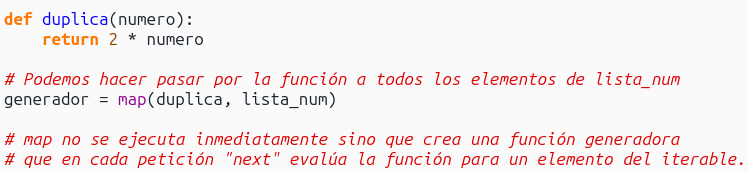 def duplica(numero):
    return 2 * numero
# Podemos hacer pasar por la función a todos los elementos de lista_num
generador = map(duplica, lista_num)
# map no se ejecuta inmediatamente sino que crea una función generadora
# que en cada petición "next" evalúa la función para un elemento del iterable.